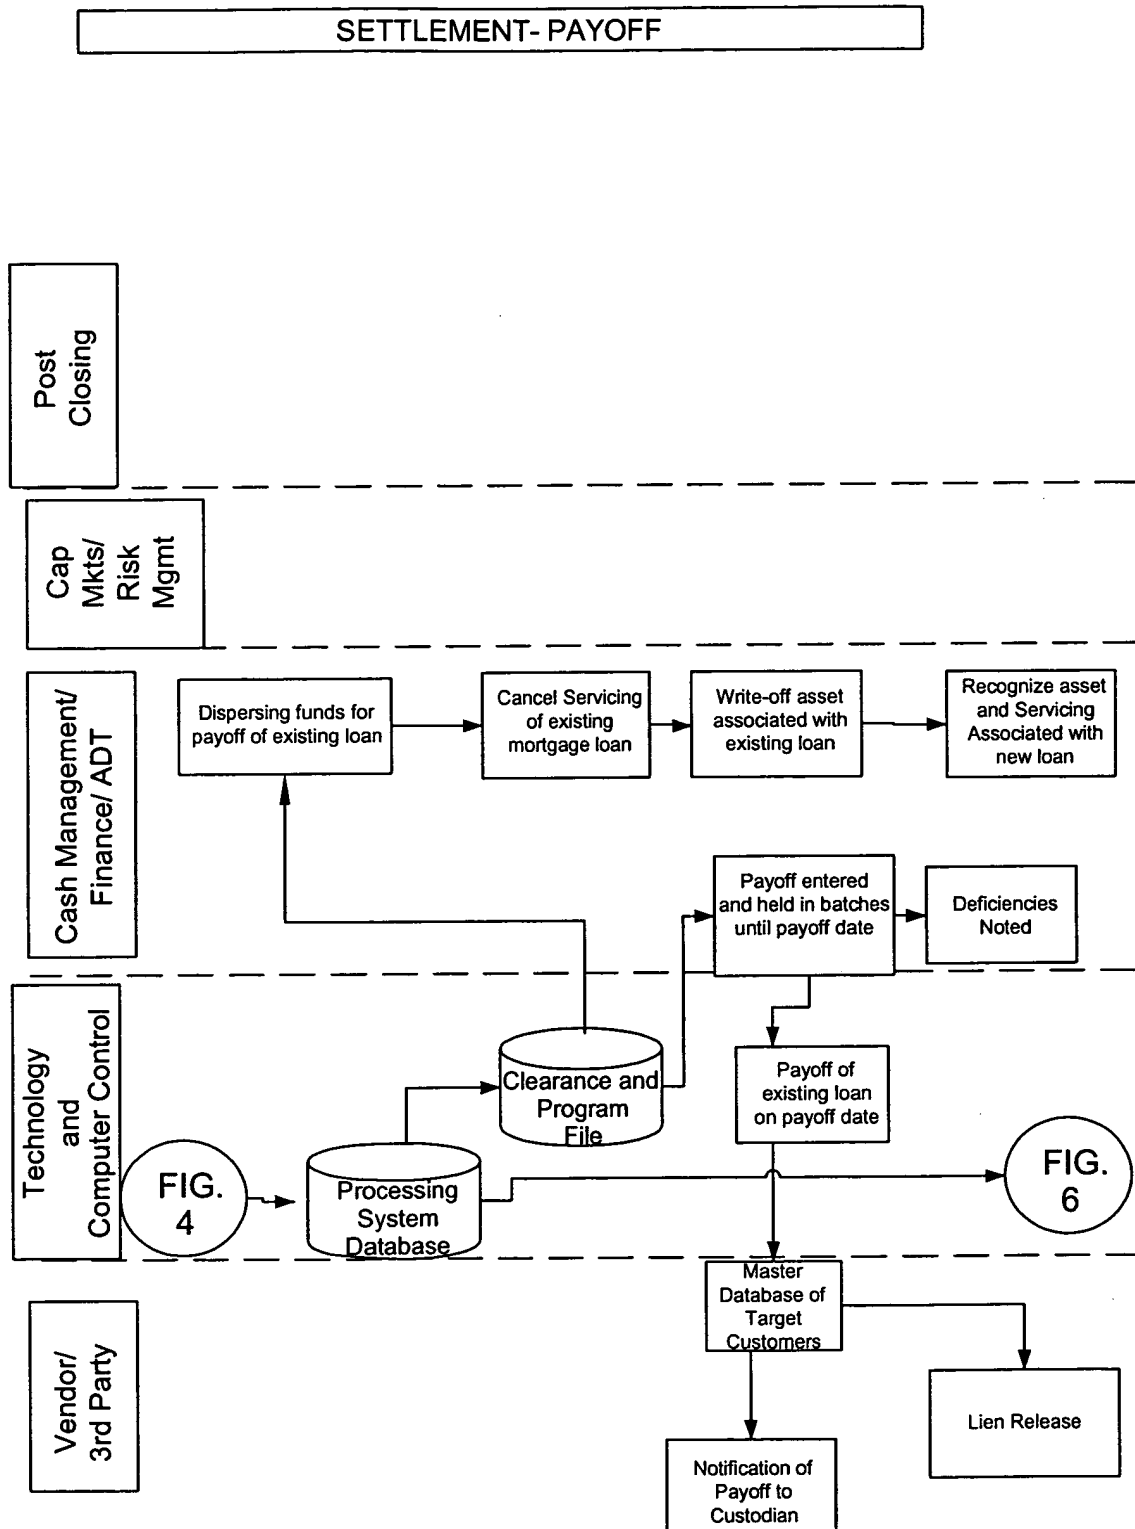 SETTLEMENT- PAYOFF
Post
Closing
Cap
Mkts/
Risk
Mgmt
Cash Management/
Finance/ ADT
Dispersing funds for
payoff of existing loan
Cancel Servicing
of existing
mortgage loan
Write-off asset
associated with
existing loan
Recognize asset
and Servicing
Associated with
new loan
Payoff entered
and held in batches
until payoff date
Deficiencies
Noted
Technology
and
Computer Control
Clearance and
Program
File
Payoff of
existing loan
on payoff date
FIG.
4
Processing
System
Database
FIG.
6
Vendor/
3rd Party
Master
Database of
Target
Customers
Lien Release
Notification of
Payoff to
Custodian